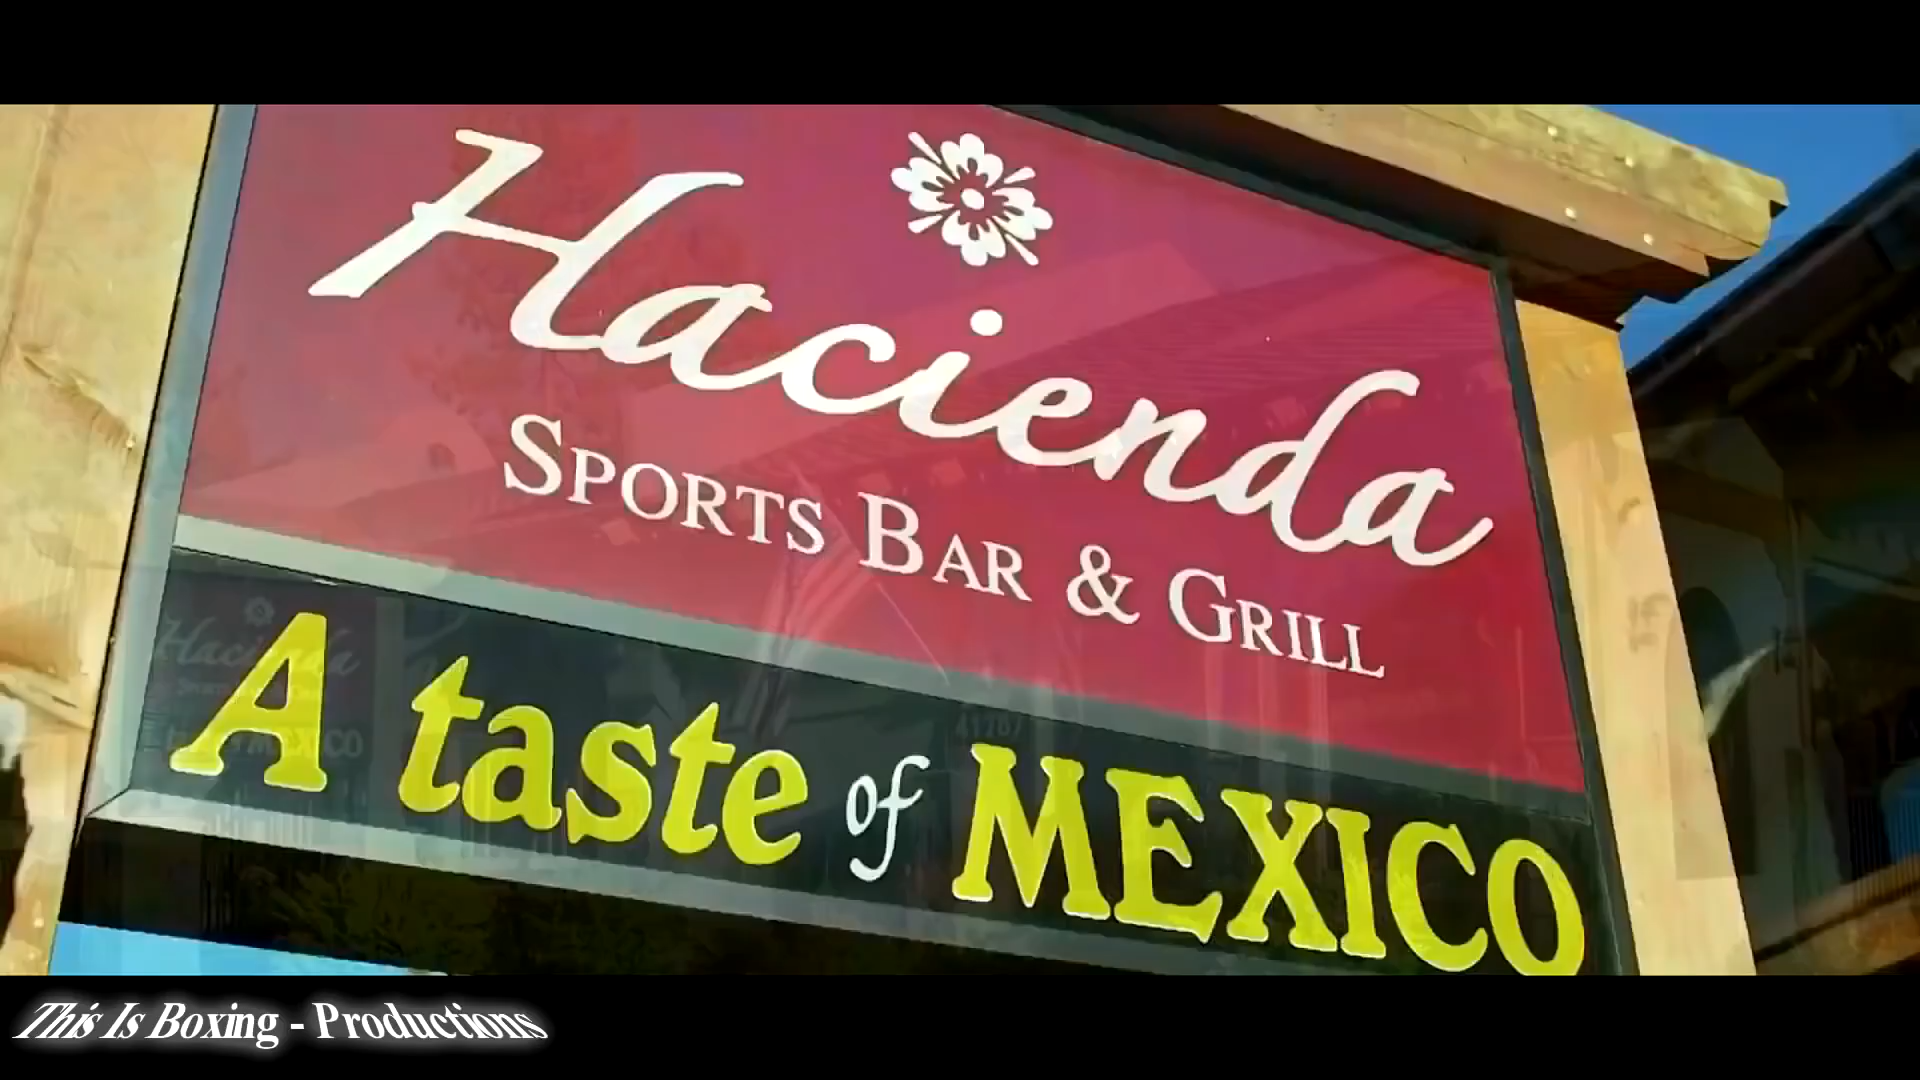 Hacienda
SPORTS BAR & GRILL
A taste of MEXICO
This Is Boxing - Productions